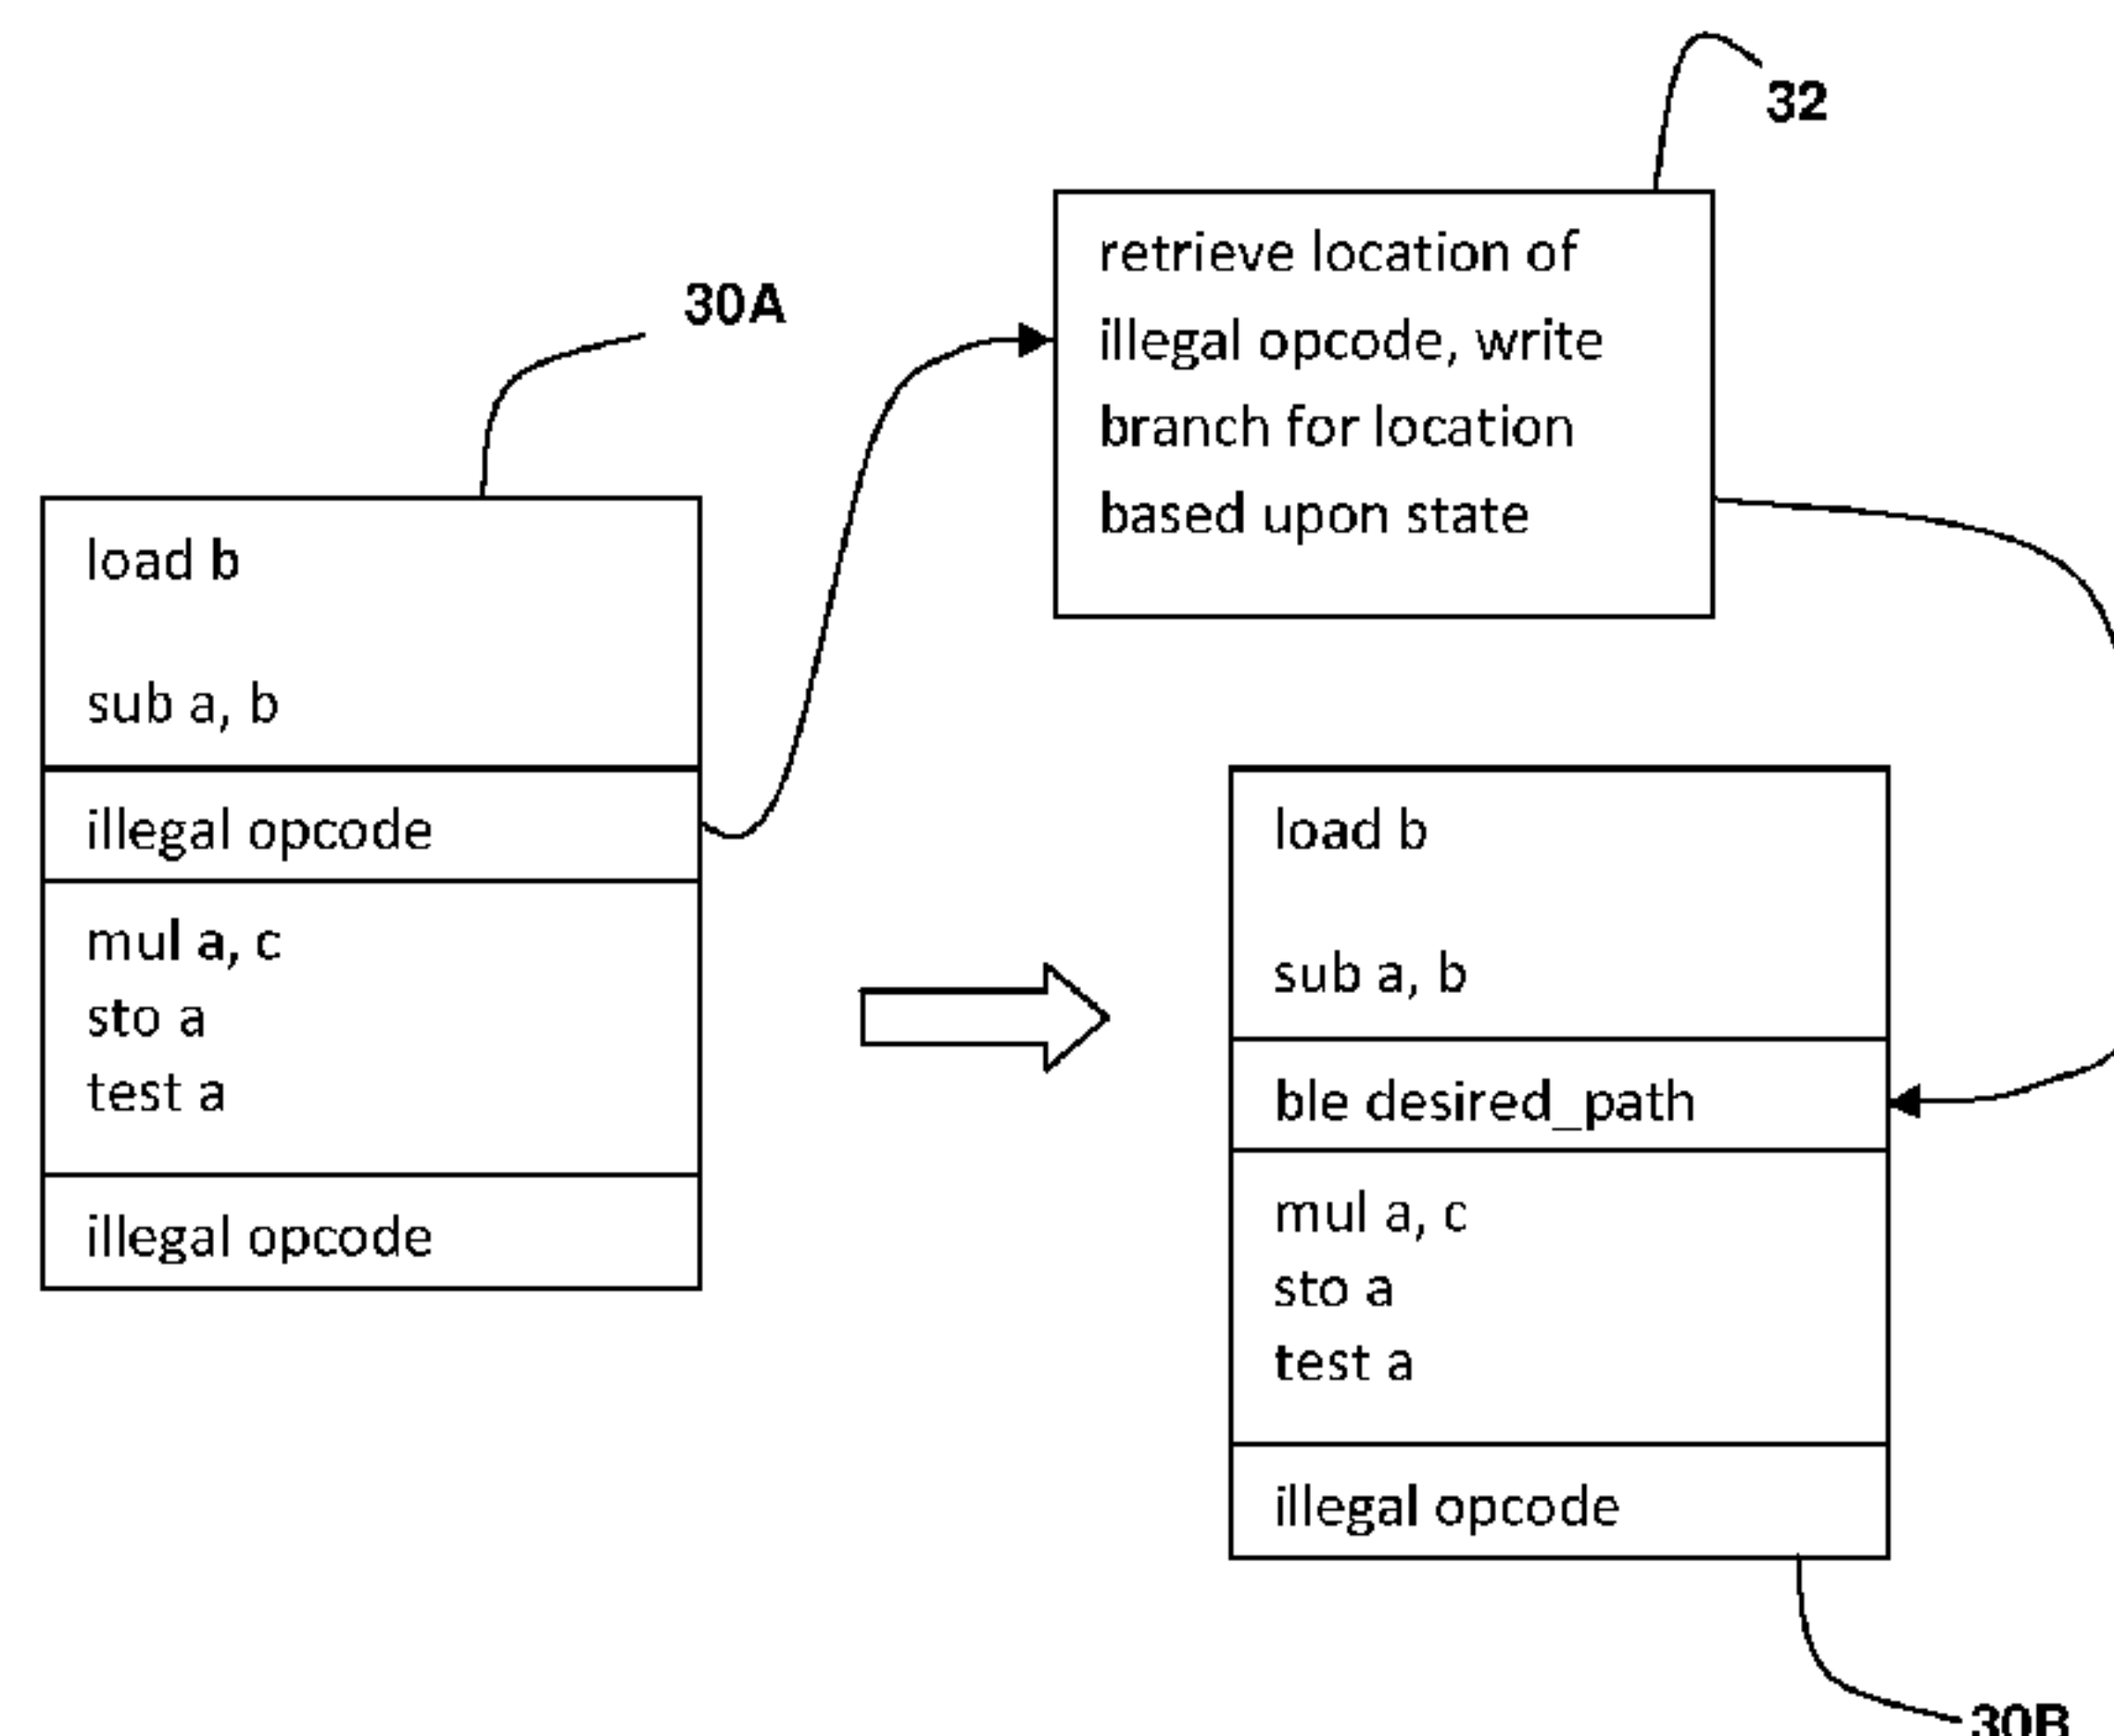 32
retrieve location of
illegal opcode, write
branch for location
based upon state
30A
load b
sub a, b
illegal opcode
mul a, c
sto a
test a
illegal opcode
load b
sub a, b
ble desired_path
mul a, c
sto a
test a
illegal opcode
30B